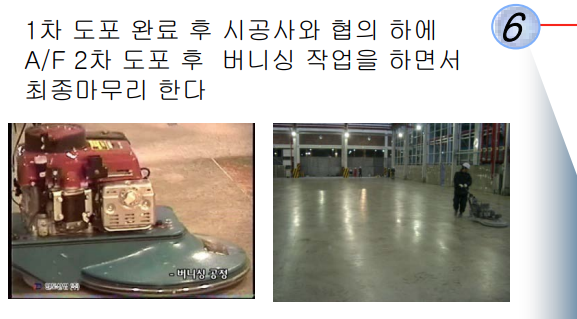 1차 도포 완료 후 시공사와 협의 하에
A/F 2차 도포 후 버니싱 작업을 하면서
최종마무리 한다
6
- 버니싱 공정